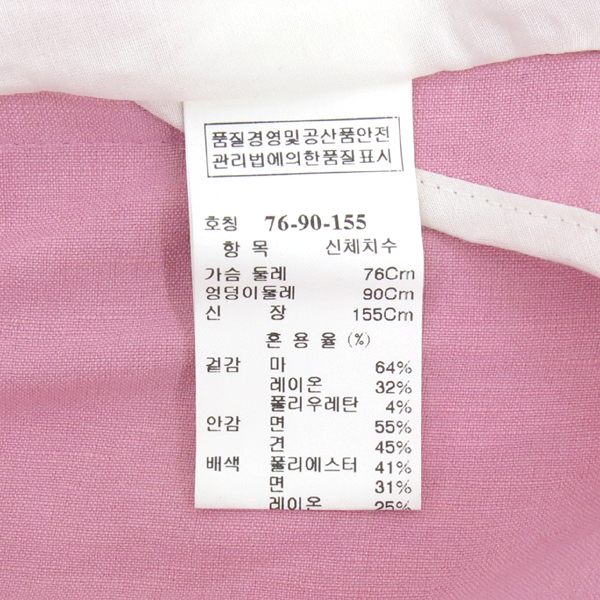 품질경영및공산품안전
관리법에의한품질표시
호칭 76-90-155
항 목 신체치수
가슴 둘레 76Cm
엉덩이둘레 90Cm
신 장 155Cm
혼 용 율 (%)
겉감 마 64%
레이온 32%
폴리우레탄 4%
안감 면 55%
견 45%
배색 폴리에스터 41%
면 31%
레이온 25%